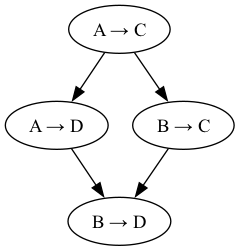 A → C
A → D
B → C
B → D